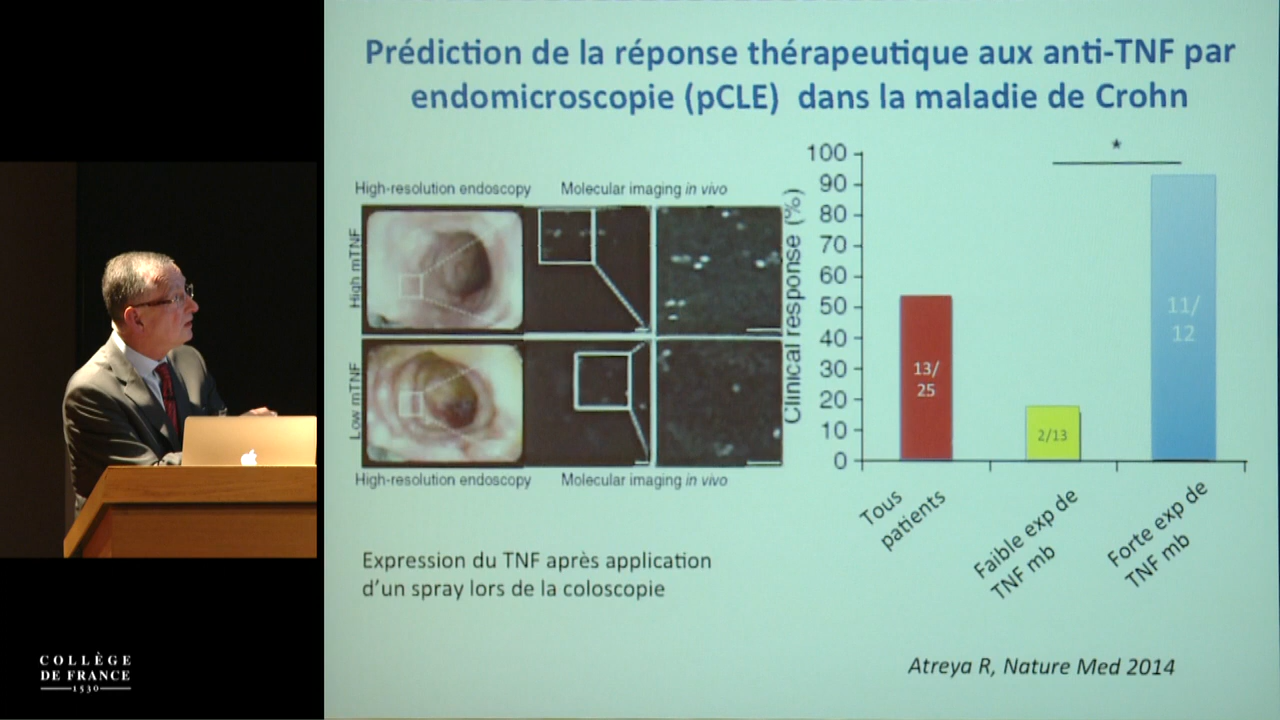 Prédiction de la réponse thérapeutique aux anti-TNF par
endomicroscopie (pCLE) dans la maladie de Crohn
High-resolution endoscopy
Molecular imaging in vivo
High mTNF
Low mTNF
High-resolution endoscopy
Molecular imaging in vivo
Expression du TNF après application
d'un spray lors de la coloscopie
Clinical response (%)
100
90
80
70
60
50
40
30
20
10
0
*
13/
25
2/13
11/
12
Tous
patients
Faible exp de
TNF mb
Forte exp de
TNF mb
Atreya R, Nature Med 2014
COLLÈGE
DE FRANCE
1530